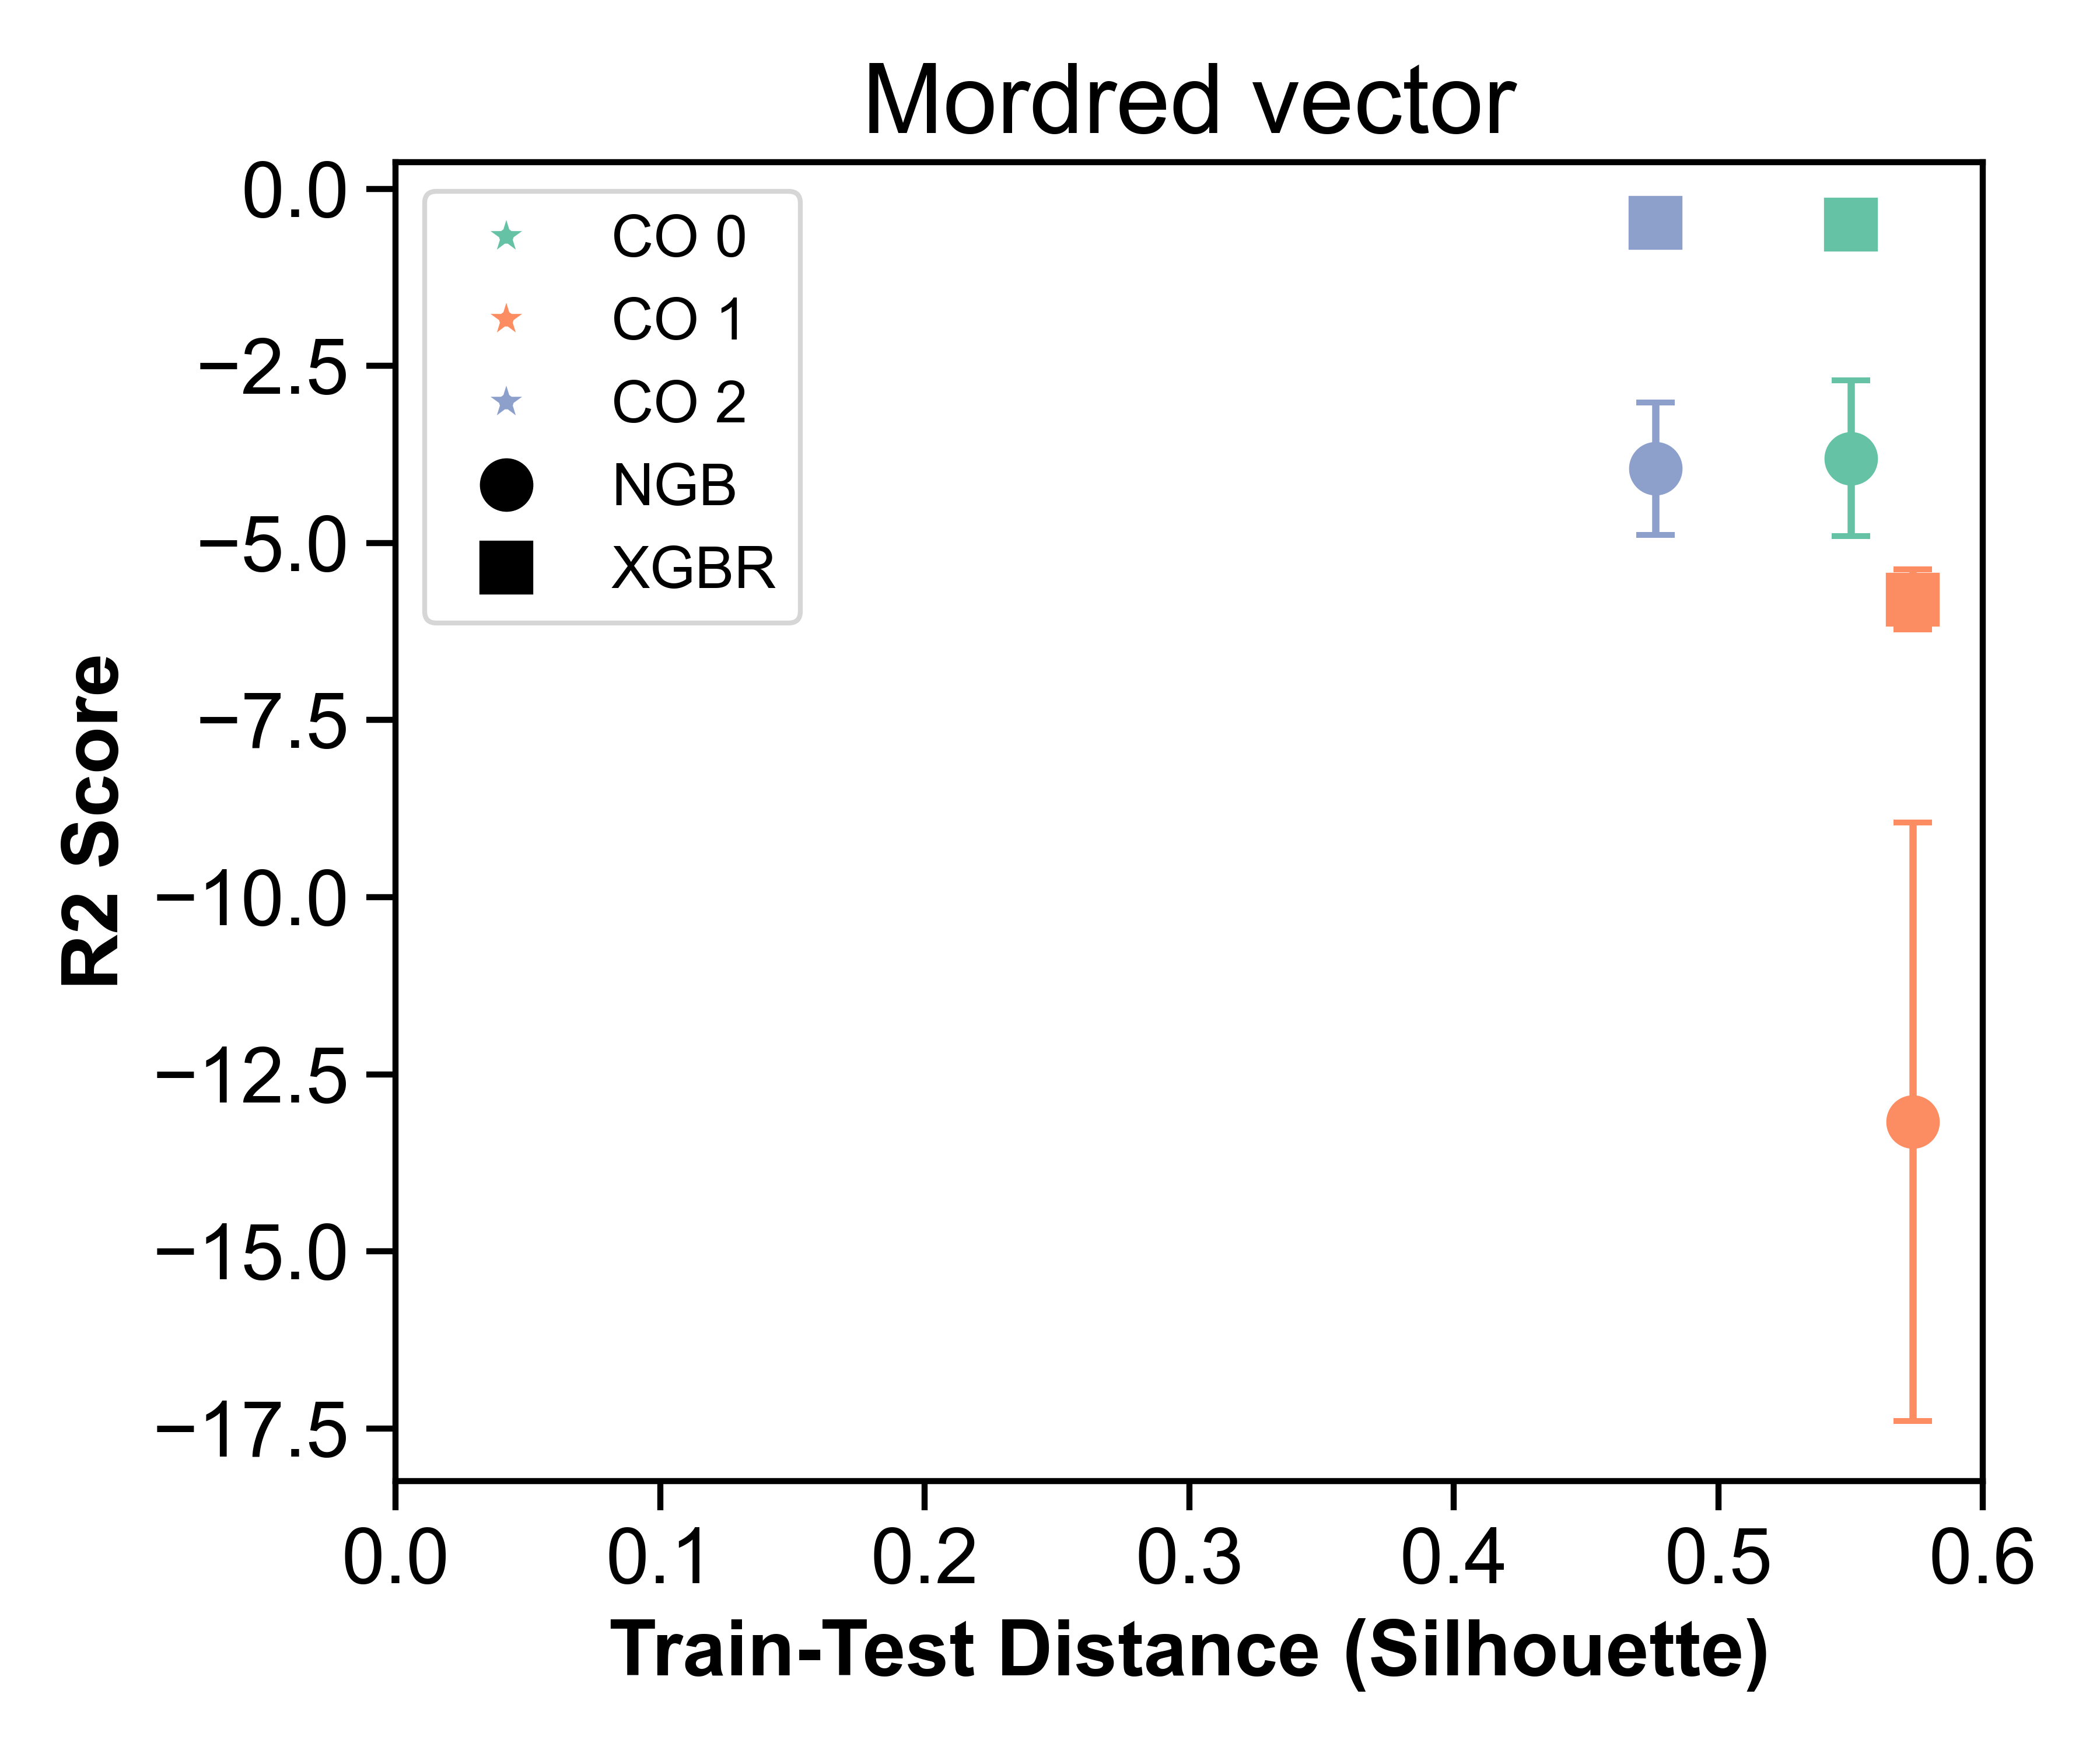 Mordred vector
0.0
−2.5
−5.0
−7.5
−10.0
−12.5
−15.0
−17.5
R2 Score
CO 0
CO 1
CO 2
NGB
XGBR
0.0 0.1 0.2 0.3 0.4 0.5 0.6
Train-Test Distance (Silhouette)